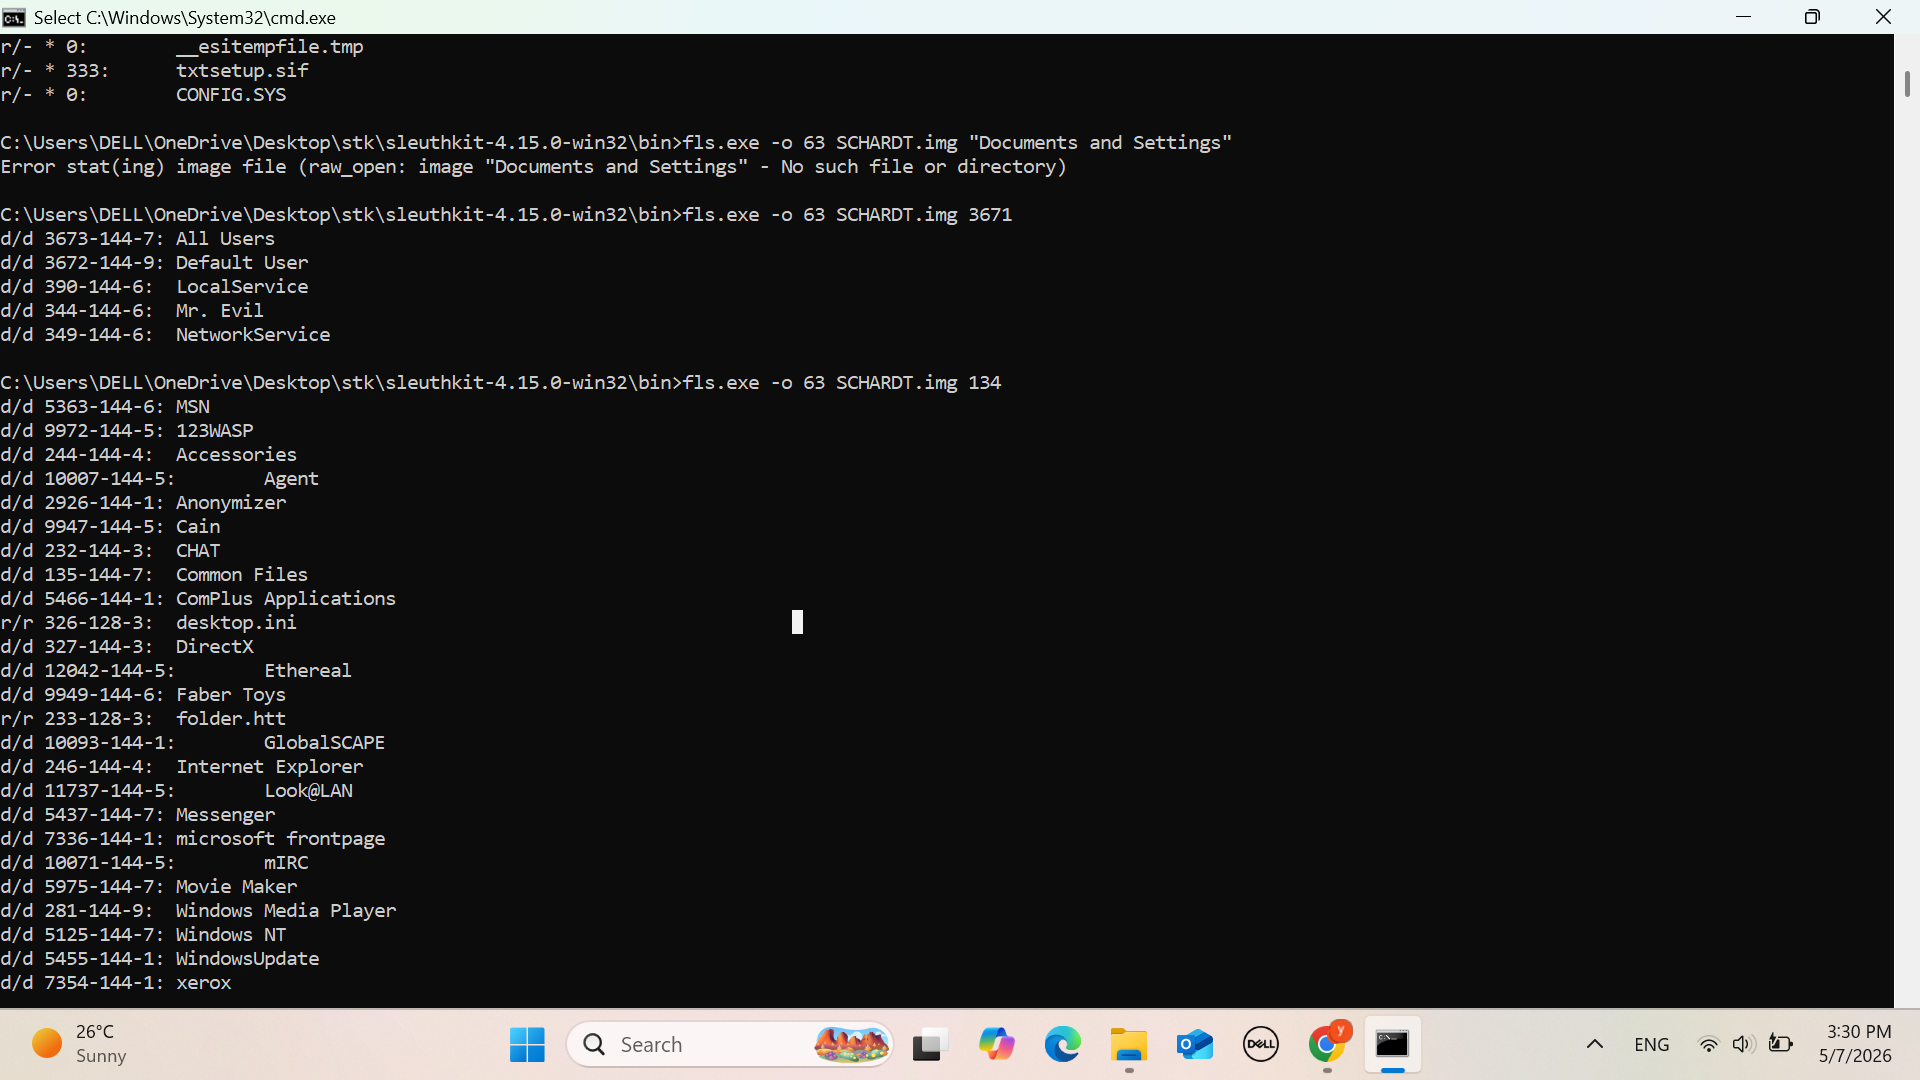 Select C:\Windows\System32\cmd.exe
r/- * 0:        __esitempfile.tmp
r/- * 333:      txtsetup.sif
r/- * 0:        CONFIG.SYS
C:\Users\DELL\OneDrive\Desktop\stk\sleuthkit-4.15.0-win32\bin>fls.exe -o 63 SCHARDT.img "Documents and Settings"
Error stat(ing) image file (raw_open: image "Documents and Settings" - No such file or directory)
C:\Users\DELL\OneDrive\Desktop\stk\sleuthkit-4.15.0-win32\bin>fls.exe -o 63 SCHARDT.img 3671
d/d 3673-144-7: All Users
d/d 3672-144-9: Default User
d/d 390-144-6:  LocalService
d/d 344-144-6:  Mr. Evil
d/d 349-144-6:  NetworkService
C:\Users\DELL\OneDrive\Desktop\stk\sleuthkit-4.15.0-win32\bin>fls.exe -o 63 SCHARDT.img 134
d/d 5363-144-6: MSN
d/d 9972-144-5: 123WASP
d/d 244-144-4:  Accessories
d/d 10007-144-5:        Agent
d/d 2926-144-1: Anonymizer
d/d 9947-144-5: Cain
d/d 232-144-3:  CHAT
d/d 135-144-7:  Common Files
d/d 5466-144-1: ComPlus Applications
r/r 326-128-3:  desktop.ini
d/d 327-144-3:  DirectX
d/d 12042-144-5:        Ethereal
d/d 9949-144-6: Faber Toys
r/r 233-128-3:  folder.htt
d/d 10093-144-1:        GlobalSCAPE
d/d 246-144-4:  Internet Explorer
d/d 11737-144-5:        Look@LAN
d/d 5437-144-7: Messenger
d/d 7336-144-1: microsoft frontpage
d/d 10071-144-5:        mIRC
d/d 5975-144-7: Movie Maker
d/d 281-144-9:  Windows Media Player
d/d 5125-144-7: Windows NT
d/d 5455-144-1: WindowsUpdate
d/d 7354-144-1: xerox
26°C
Sunny
Search
DELL
y
ENG
3:30 PM
5/7/2026